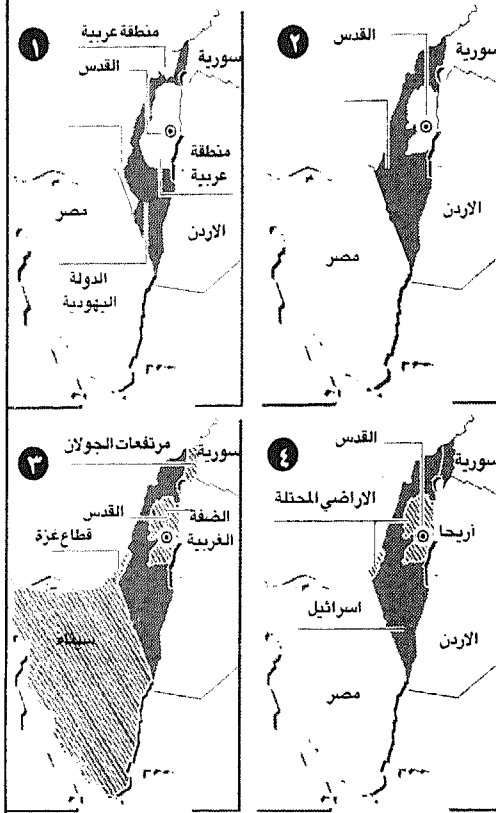 ١
منطقة عربية
القدس
سورية
منطقة
عربية
مصر
الاردن
الدولة
اليهودية
٢
القدس
سورية
الاردن
مصر
٣
مرتفعات الجولان
سورية
القدس
الضفة
الغربية
قطاع غزة
سيناء
٤
القدس
سورية
الاراضي المحتلة
أريحا
اسرائيل
الاردن
مصر